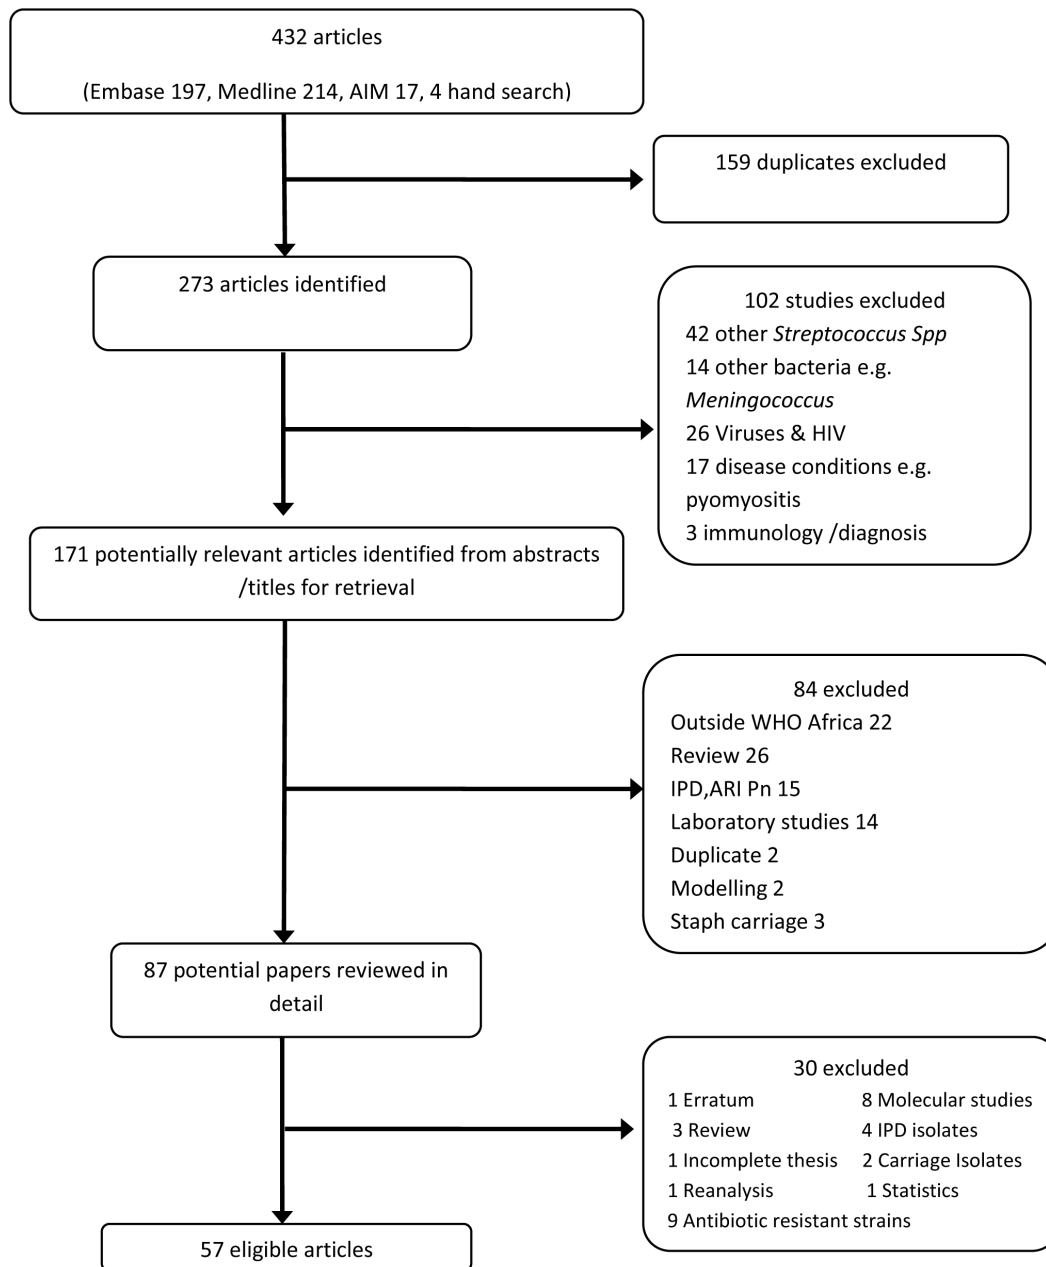 432 articles
(Embase 197, Medline 214, AIM 17, 4 hand search)
159 duplicates excluded
273 articles identified
102 studies excluded
42 other Streptococcus Spp
14 other bacteria e.g.
Meningococcus
26 Viruses & HIV
17 disease conditions e.g.
pyomyositis
3 immunology /diagnosis
171 potentially relevant articles identified from abstracts
/titles for retrieval
84 excluded
Outside WHO Africa 22
Review 26
IPD,ARI Pn 15
Laboratory studies 14
Duplicate 2
Modelling 2
Staph carriage 3
87 potential papers reviewed in
detail
30 excluded
1 Erratum 8 Molecular studies
3 Review 4 IPD isolates
1 Incomplete thesis 2 Carriage Isolates
1 Reanalysis 1 Statistics
9 Antibiotic resistant strains
57 eligible articles